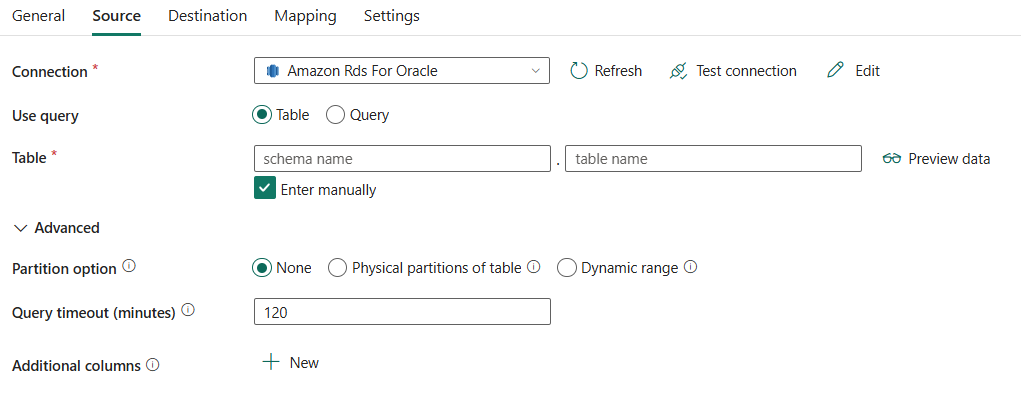 General Source Destination Mapping Settings
Connection * Amazon Rds For Oracle Refresh Test connection Edit
Use query Table Query
Table * schema name . table name Preview data
Enter manually
Advanced
Partition option None Physical partitions of table Dynamic range
Query timeout (minutes) 120
Additional columns New